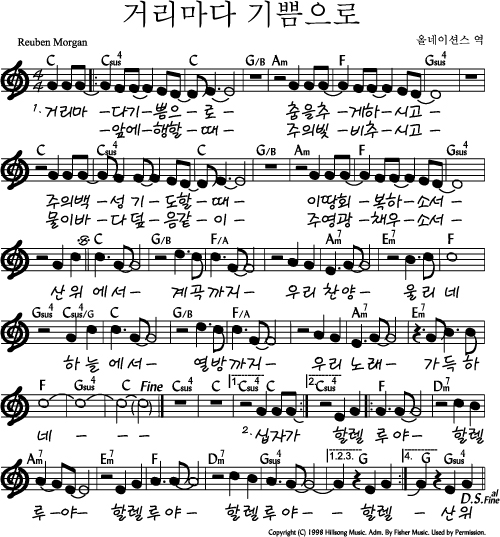 거리마다 기쁨으로
Reuben Morgan 올네이션스 역
C Csus4 C G/B Am F Gsus4
1. 거리마 -다기-쁨으-로- 춤을추-게하-시고-
-앞에-행할-때- 주의빛-비추-시고-
C Csus4 C G/B Am F Gsus4
주의백-성기-도할-때- 이땅회-복하-소서-
물이바-다덮-음같-이- 주영광-채우-소서-
C G/B F/A Am7 Em7 F
산위에서- 계곡까지- 우리찬양- 울리네
Gsus4 Csus4/G C G/B F/A Am7 Em7
하늘에서- 열방까지- 우리노래- 가득하
F Gsus4 C Fine Csus4 C 1. Csus4 C 2. Csus4 F Dm7
네- - - - 2. 십자가 할렐루야- 할렐
Am7 Em7 F Dm7 Am7 1.2.3. G 4. G Gsus4
루-야- 할렐루야- 할렐루야- 할렐- 산위
D.S. al Fine
Copyright (C) 1998 Hillsong Music. Adm. By Fisher Music. Used by Permission.